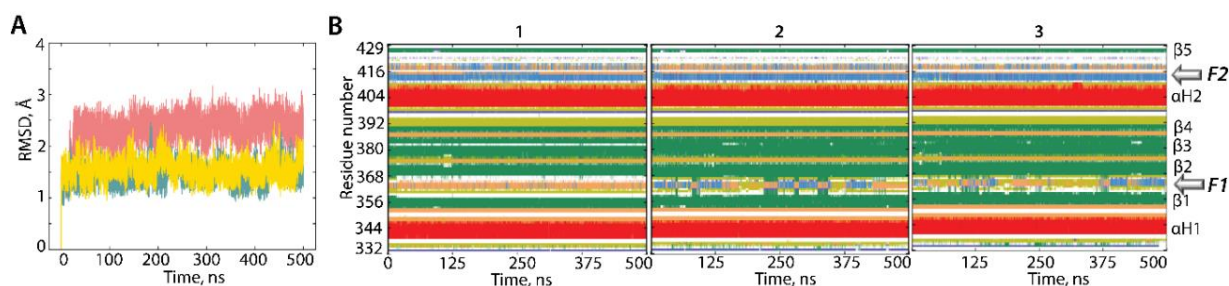 A
RMSD, Å
4
3
2
1
0
0 100 200 300 400 500
Time, ns
B
1 2 3
Residue number
429
416
404
392
380
368
356
344
332
125 250 375 500
125 250 375 500
125 250 375 500
Time, ns Time, ns Time, ns
β5
F2
αH2
β4
β3
β2
F1
β1
αH1